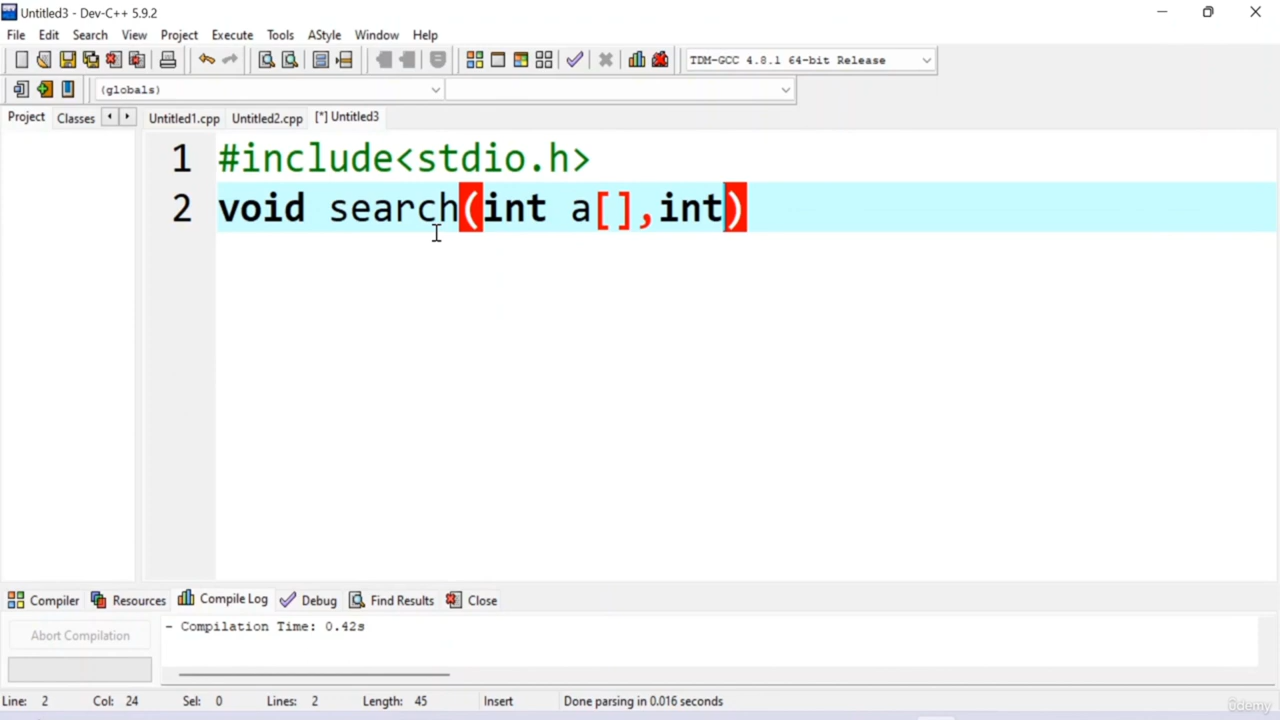 Untitled3 - Dev-C++ 5.9.2
File Edit Search View Project Execute Tools AStyle Window Help
TDM-GCC 4.8.1 64-bit Release
(globals)
Project Classes Untitled1.cpp Untitled2.cpp [*] Untitled3
1 #include<stdio.h>
2 void search(int a[],int)
Compiler Resources Compile Log Debug Find Results Close
Abort Compilation
- Compilation Time: 0.42s
Line: 2 Col: 24 Sel: 0 Lines: 2 Length: 45 Insert Done parsing in 0.016 seconds
ûdemy